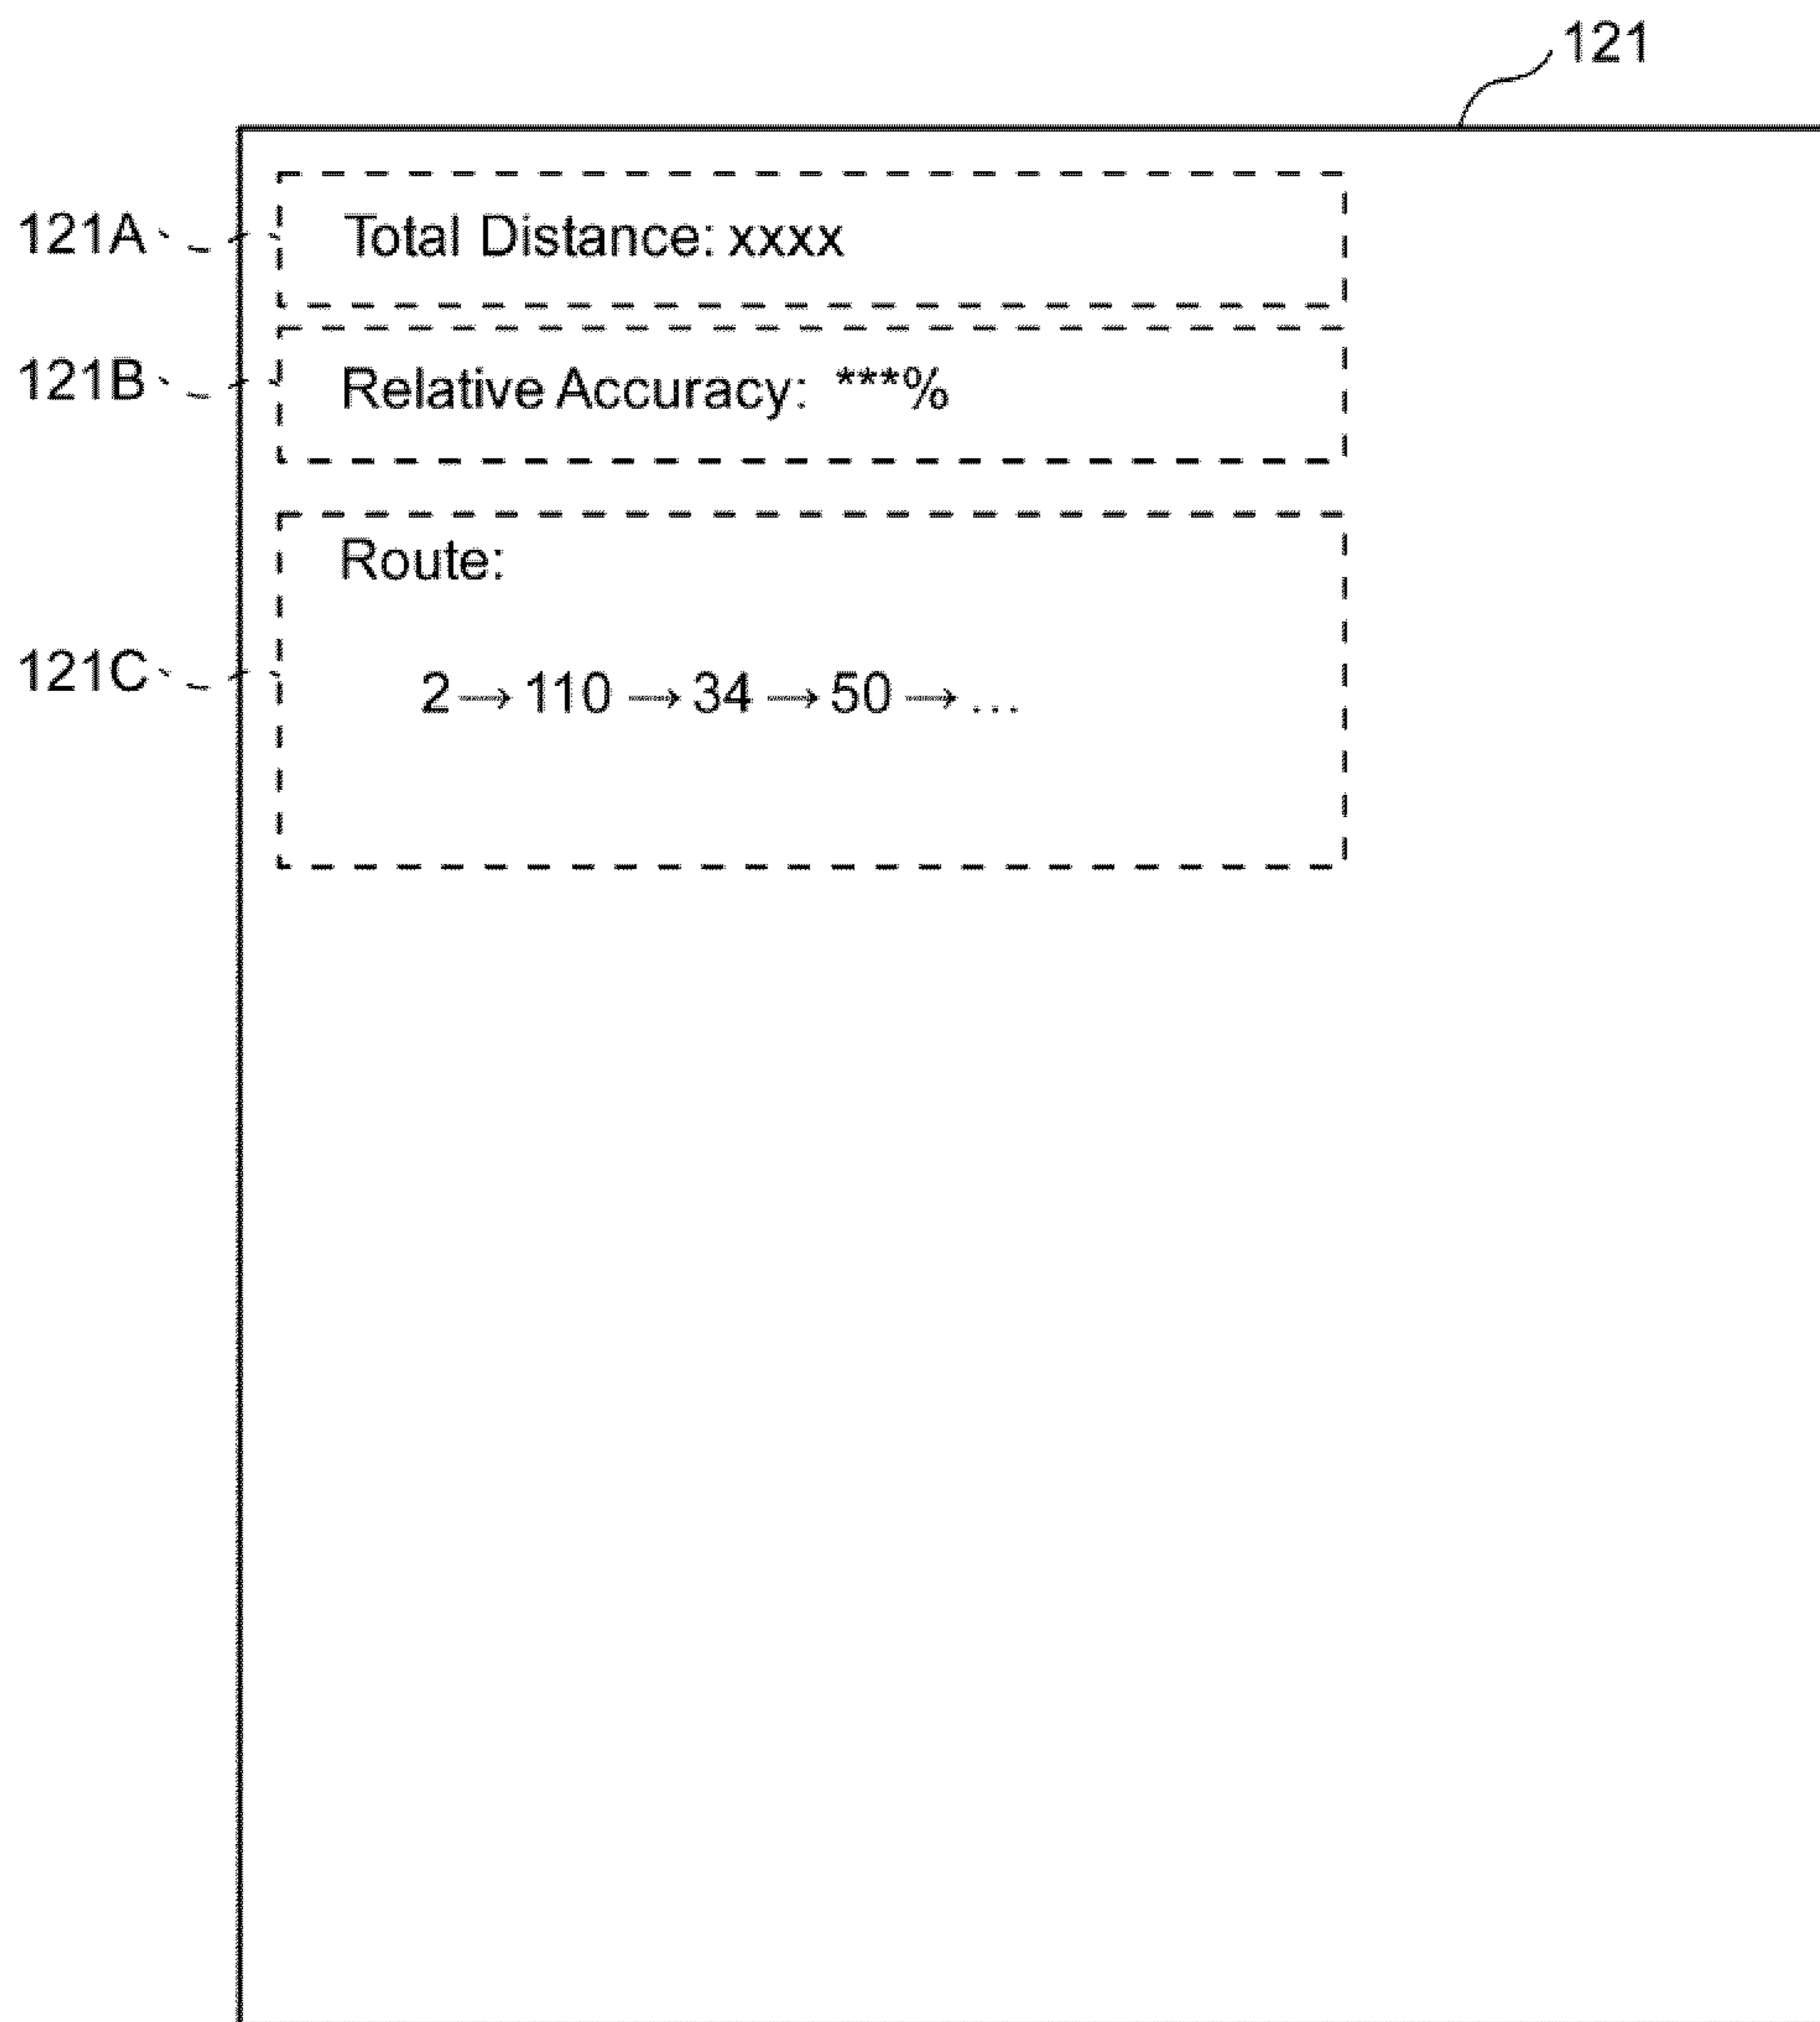 121
121A Total Distance: xxxx
121B Relative Accuracy: ***%
Route:
121C 2→110→34→50→...